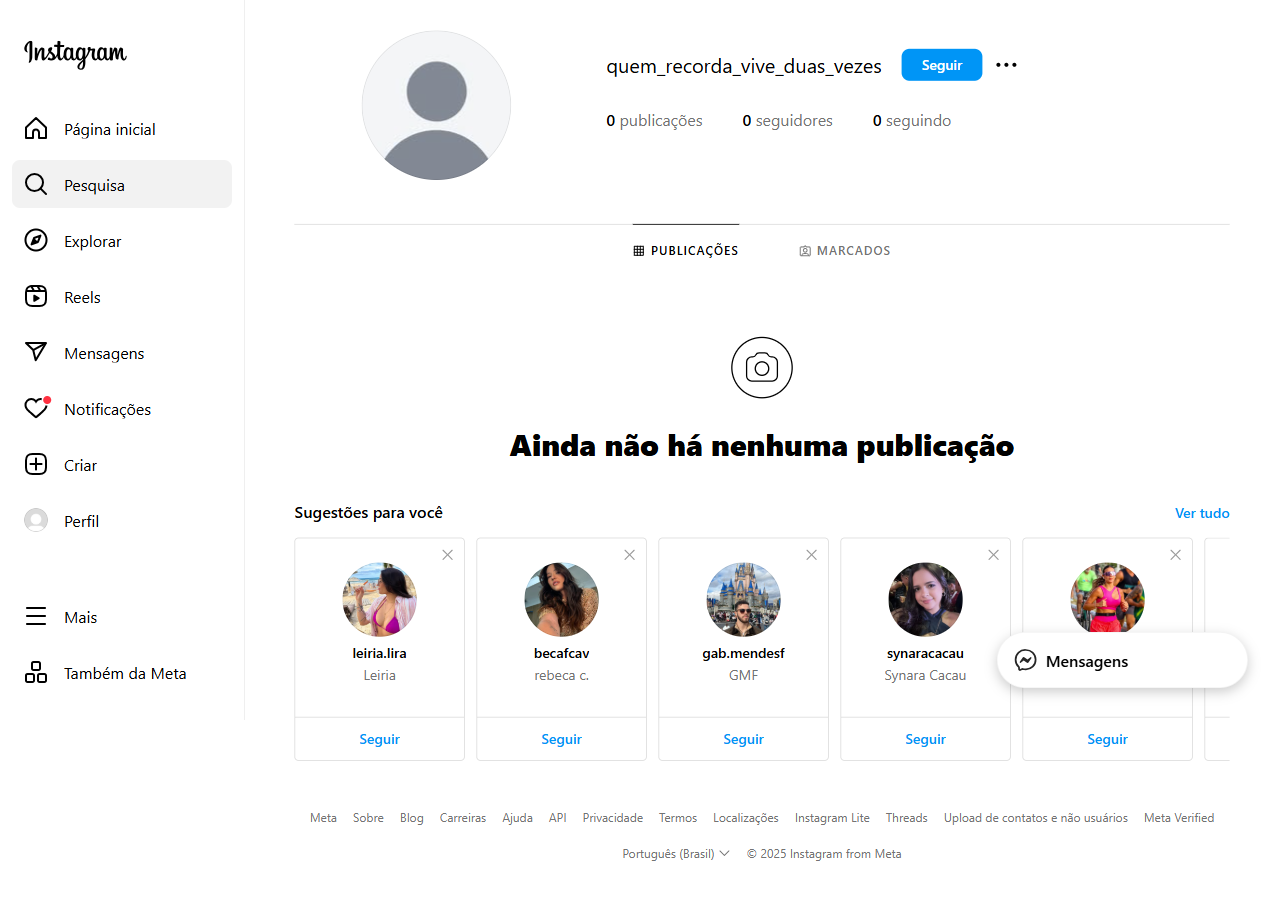 Instagram
Página inicial
Pesquisa
Explorar
Reels
Mensagens
Notificações
Criar
Perfil
Mais
Também da Meta
quem_recorda_vive_duas_vezes Seguir
0 publicações 0 seguidores 0 seguindo
PUBLICAÇÕES MARCADOS
Ainda não há nenhuma publicação
Sugestões para você Ver tudo
leiria.lira
Leiria
Seguir
becafcav
rebeca c.
Seguir
gab.mendesf
GMF
Seguir
synaracacau
Synara Cacau
Seguir
Seguir
Mensagens
Meta Sobre Blog Carreiras Ajuda API Privacidade Termos Localizações Instagram Lite Threads Upload de contatos e não usuários Meta Verified
Português (Brasil) © 2025 Instagram from Meta